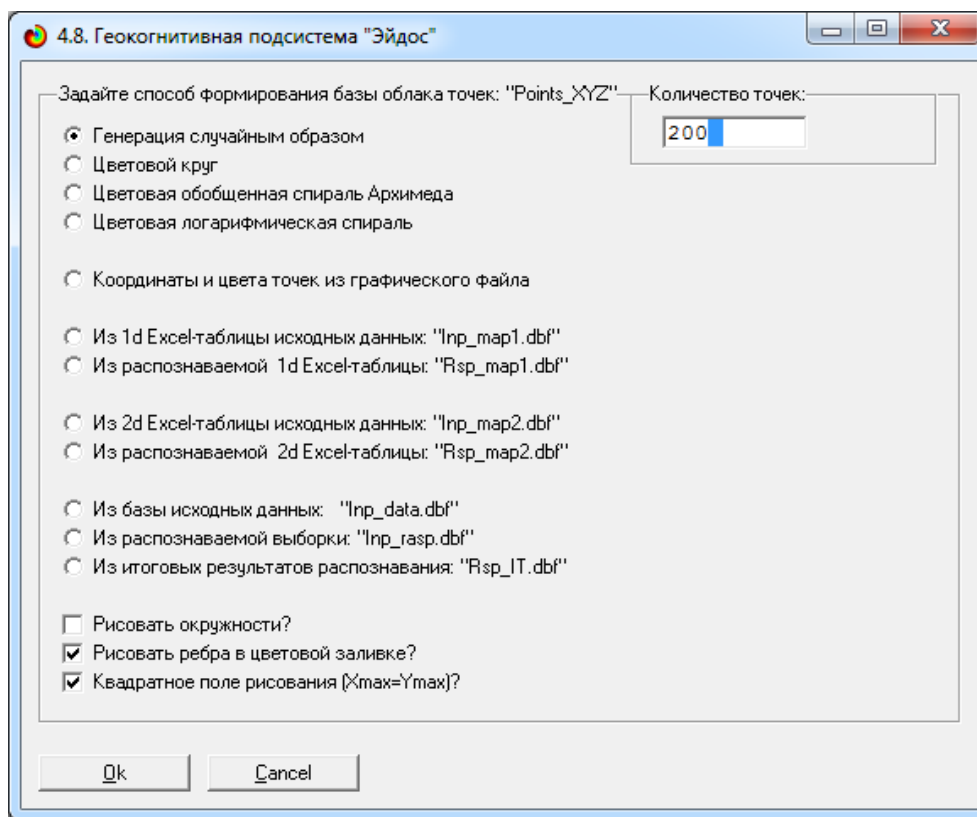 4.8. Геокогнитивная подсистема "Эйдос"
Задайте способ формирования базы облака точек: "Points_XYZ"
Количество точек:
200
Генерация случайным образом
Цветовой круг
Цветовая обобщенная спираль Архимеда
Цветовая логарифмическая спираль
Координаты и цвета точек из графического файла
Из 1d Excel-таблицы исходных данных: "Inp_map1.dbf"
Из распознаваемой 1d Excel-таблицы: "Rsp_map1.dbf"
Из 2d Excel-таблицы исходных данных: "Inp_map2.dbf"
Из распознаваемой 2d Excel-таблицы: "Rsp_map2.dbf"
Из базы исходных данных: "Inp_data.dbf"
Из распознаваемой выборки: "Inp_rasp.dbf"
Из итоговых результатов распознавания: "Rsp_IT.dbf"
Рисовать окружности?
Рисовать ребра в цветовой заливке?
Квадратное поле рисования (Xmax=Ymax)?
Ok
Cancel